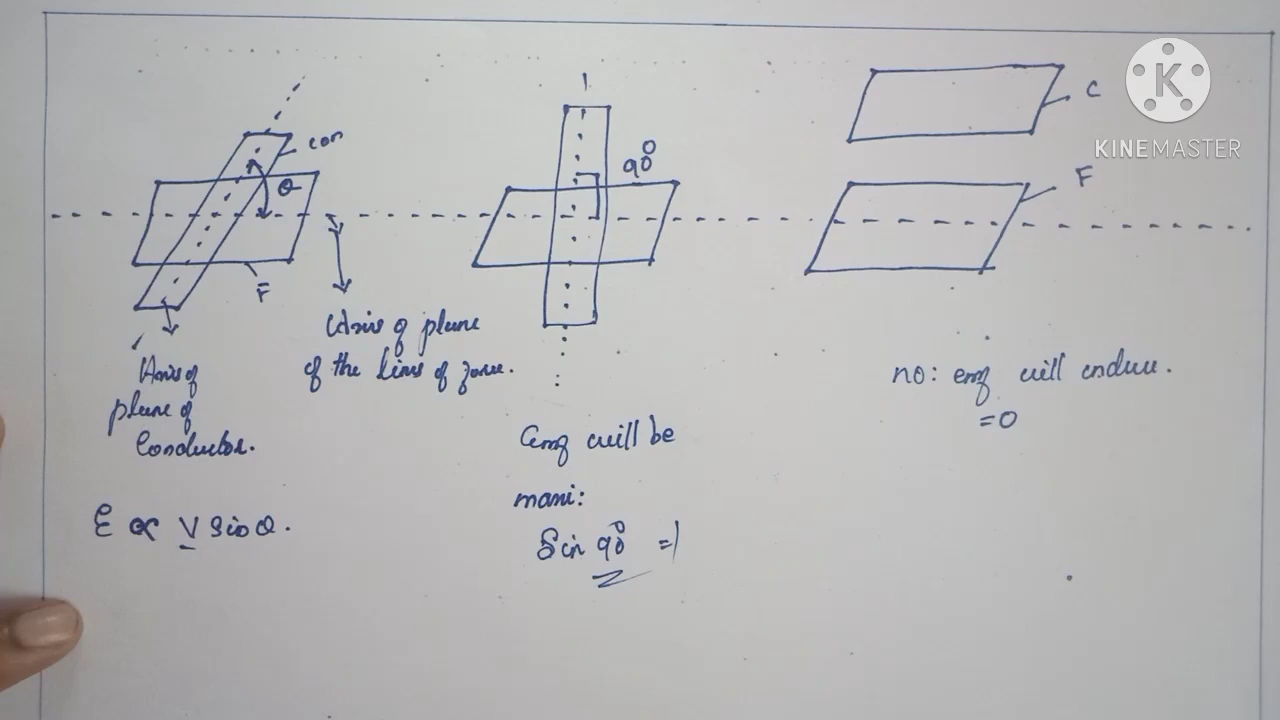 con
θ
F
Axis of
plane of
Conductor.
Axis of plane
of the lines of force.
E ∝ V Sin θ.
90°
emf will be
maxi:
Sin 90° =1
C
F
no: emf will induce.
=0
K
KINEMASTER